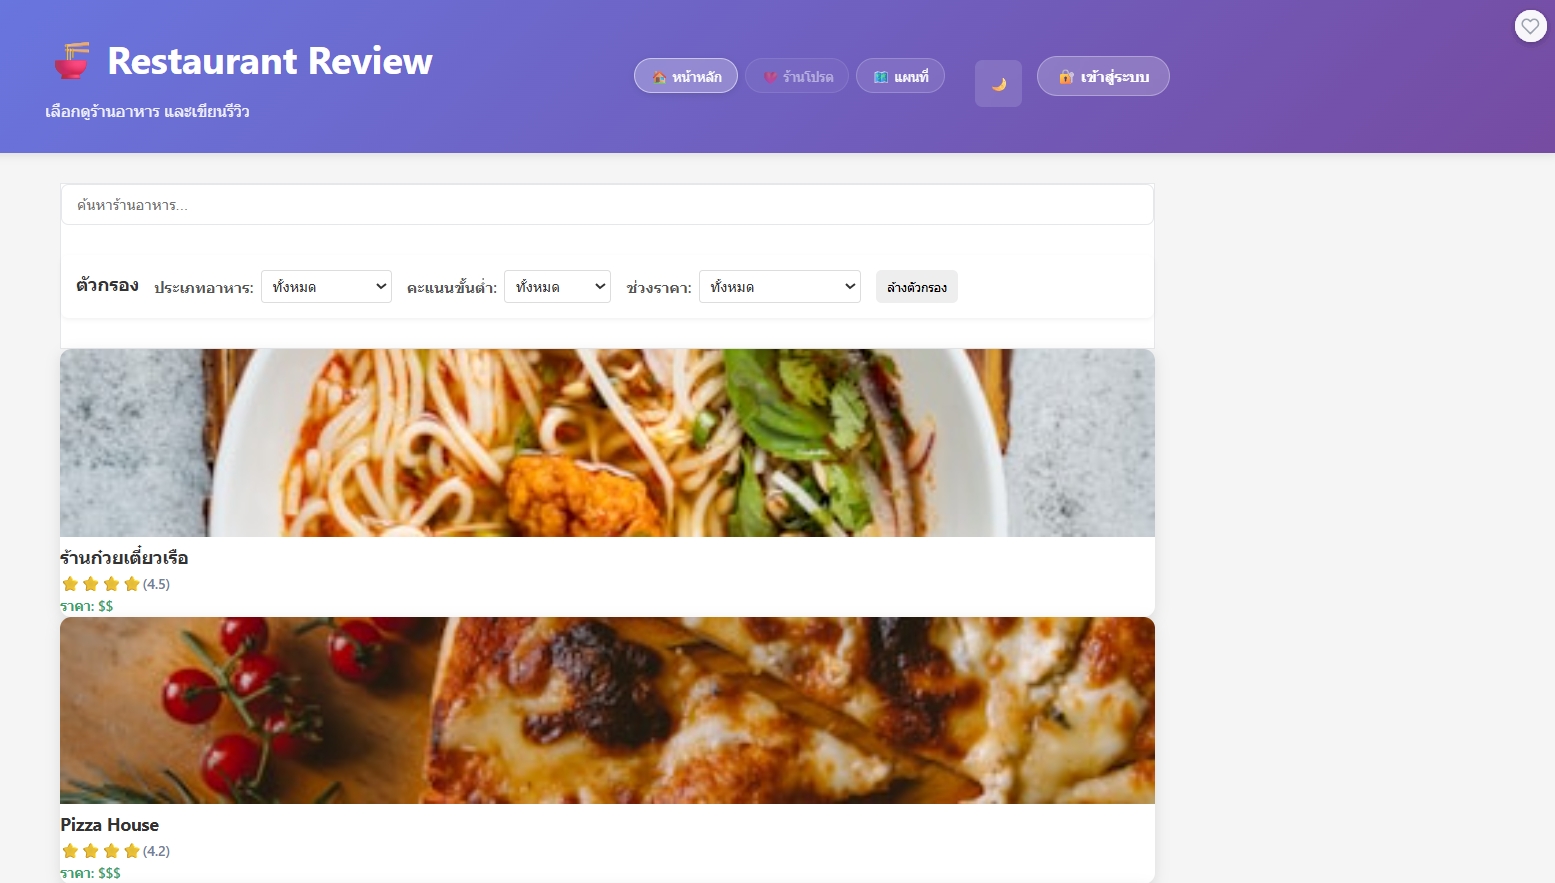 Restaurant Review
เลือกดูร้านอาหาร และเขียนรีวิว
หน้าหลัก
ร้านโปรด
แผนที่
เข้าสู่ระบบ
ค้นหาร้านอาหาร...
ตัวกรอง ประเภทอาหาร: ทั้งหมด คะแนนขั้นต่ำ: ทั้งหมด ช่วงราคา: ทั้งหมด ล้างตัวกรอง
ร้านก๋วยเตี๋ยวเรือ
(4.5)
ราคา: $$
Pizza House
(4.2)
ราคา: $$$